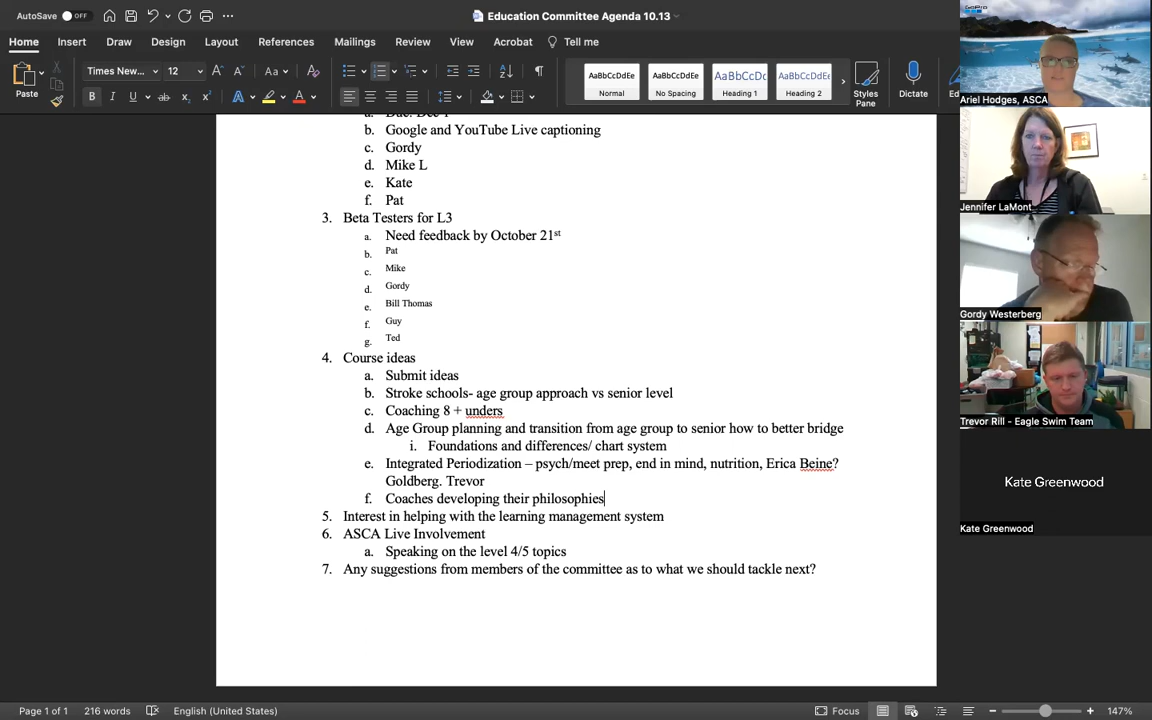 AutoSave OFF
Education Committee Agenda 10.13
Home Insert Draw Design Layout References Mailings Review View Acrobat Tell me
Paste
Times New... 12
AaBbCcDdEe AaBbCcDdEe AaBbCcDc AaBbCcDdEe
Normal No Spacing Heading 1 Heading 2
Styles Pane
Dictate
a. Due: Dec 1
b. Google and YouTube Live captioning
c. Gordy
d. Mike L
e. Kate
f. Pat
3. Beta Testers for L3
a. Need feedback by October 21st
b. Pat
c. Mike
d. Gordy
e. Bill Thomas
f. Guy
g. Ted
4. Course ideas
a. Submit ideas
b. Stroke schools- age group approach vs senior level
c. Coaching 8 + unders
d. Age Group planning and transition from age group to senior how to better bridge
i. Foundations and differences/ chart system
e. Integrated Periodization – psych/meet prep, end in mind, nutrition, Erica Beine?
Goldberg. Trevor
f. Coaches developing their philosophies
5. Interest in helping with the learning management system
6. ASCA Live Involvement
a. Speaking on the level 4/5 topics
7. Any suggestions from members of the committee as to what we should tackle next?
Page 1 of 1 216 words English (United States) Focus 147%
GoPro
Ariel Hodges, ASCA
Jennifer LaMont...
Gordy Westerberg
Trevor Rill - Eagle Swim Team
Kate Greenwood
Kate Greenwood